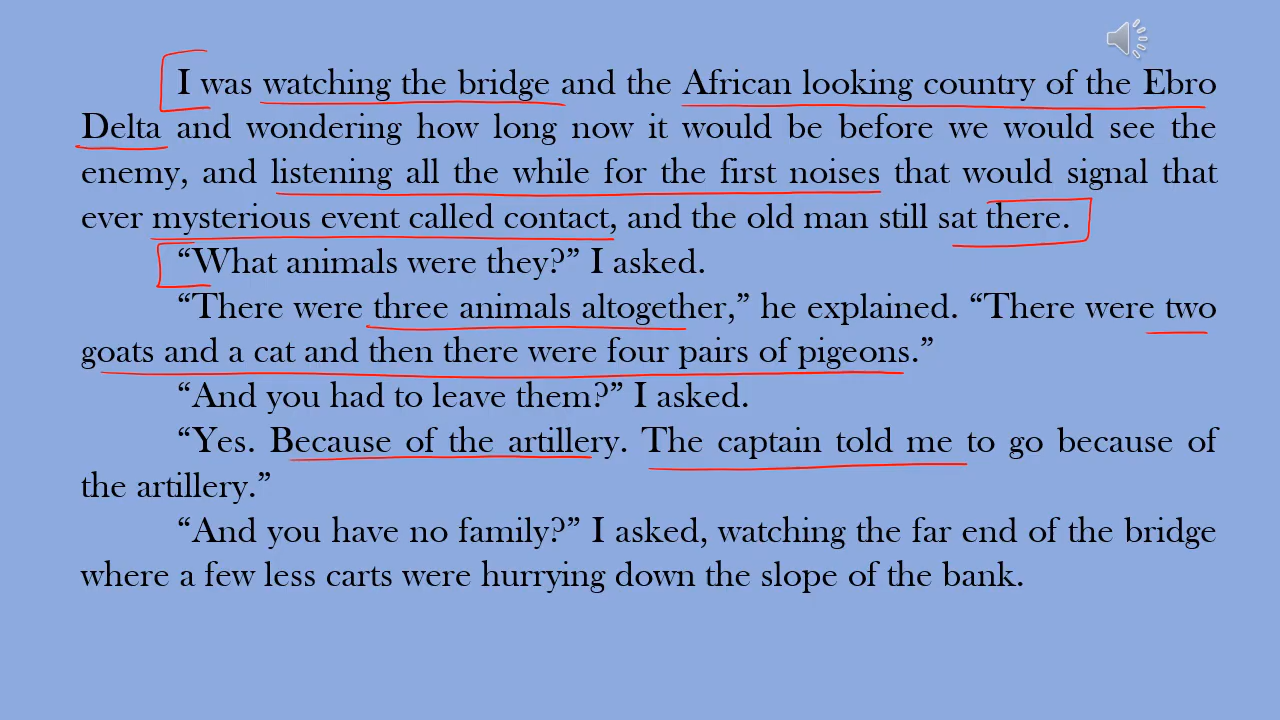 I was watching the bridge and the African looking country of the Ebro
Delta and wondering how long now it would be before we would see the
enemy, and listening all the while for the first noises that would signal that
ever mysterious event called contact, and the old man still sat there.
“What animals were they?” I asked.
“There were three animals altogether,” he explained. “There were two
goats and a cat and then there were four pairs of pigeons.”
“And you had to leave them?” I asked.
“Yes. Because of the artillery. The captain told me to go because of
the artillery.”
“And you have no family?” I asked, watching the far end of the bridge
where a few less carts were hurrying down the slope of the bank.